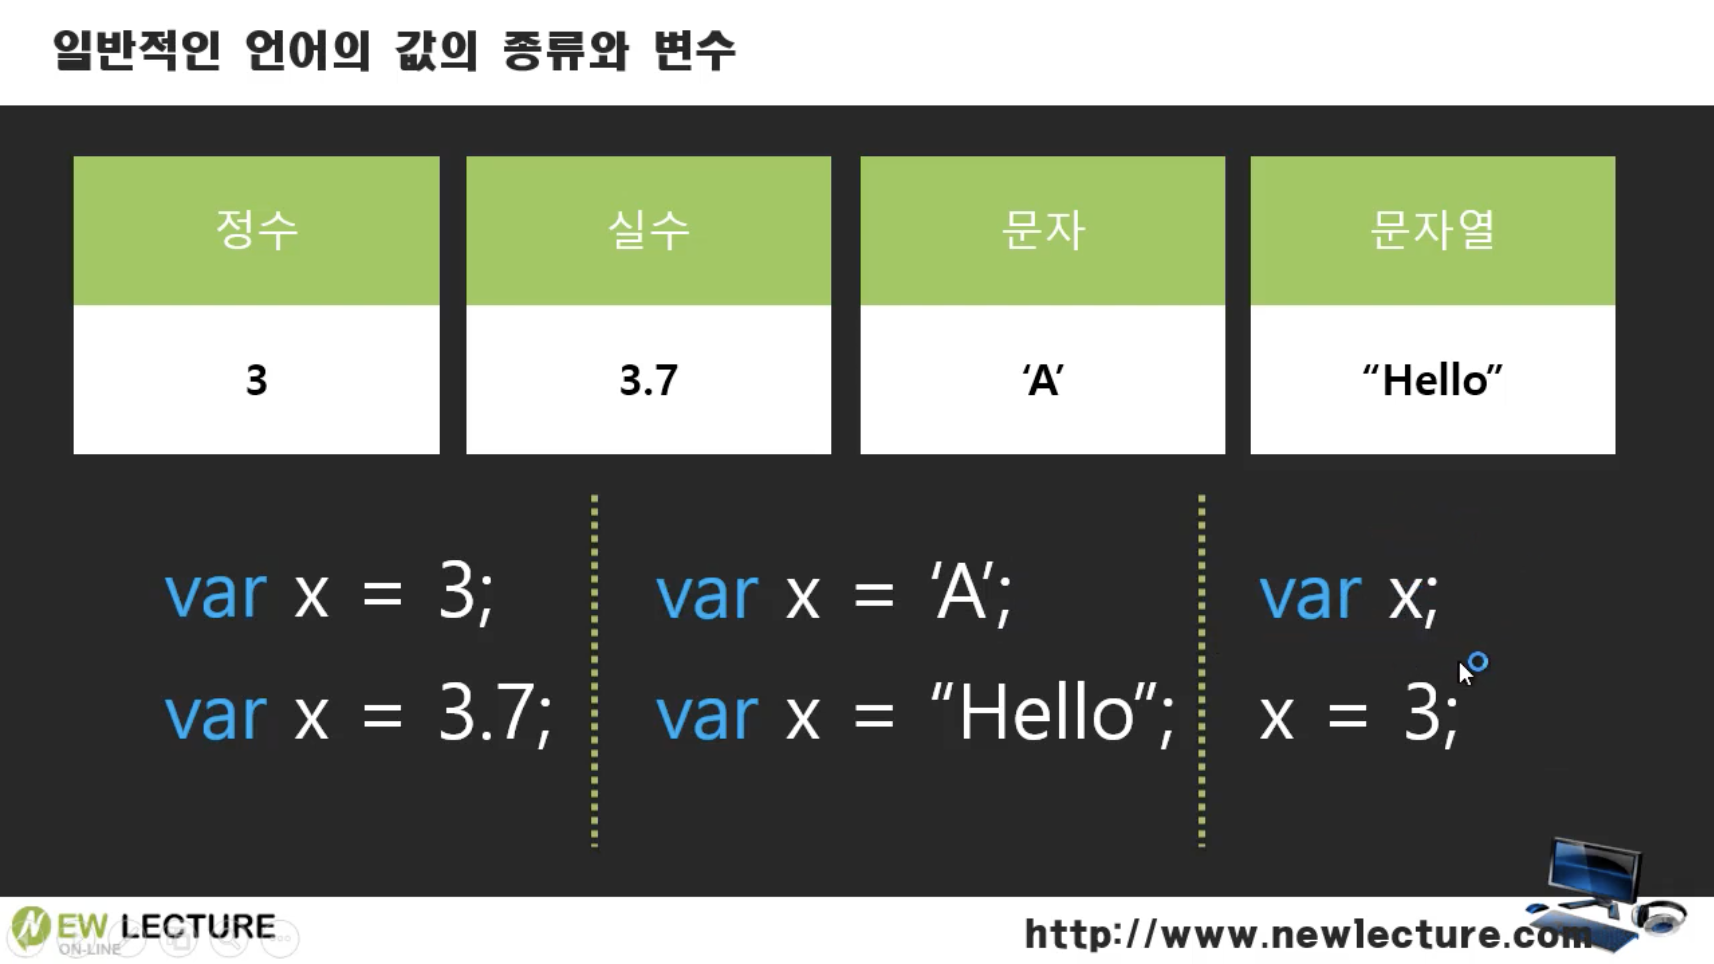 일반적인 언어의 값의 종류와 변수
정수
실수
문자
문자열
3
3.7
‘A’
“Hello”
var x = 3;
var x = 3.7;
var x = ‘A’;
var x = “Hello”;
var x;
x = 3;
NEW LECTURE
ON-LINE
http://www.newlecture.com